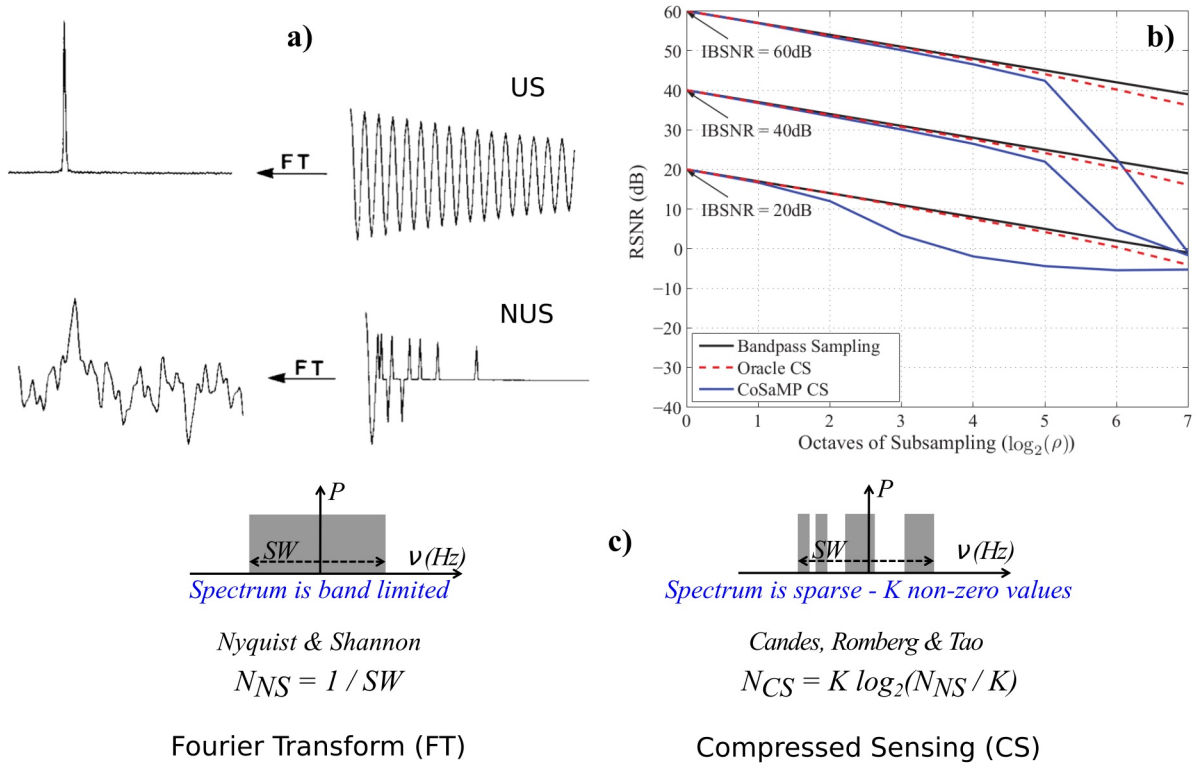 a)
US
FT
NUS
FT
b)
60
50
40
30
20
10
0
−10
−20
−30
−40
RSNR (dB)
IBSNR = 60dB
IBSNR = 40dB
IBSNR = 20dB
Bandpass Sampling
Oracle CS
CoSaMP CS
0 1 2 3 4 5 6 7
Octaves of Subsampling (log₂(ρ))
c)
P
SW
ν (Hz)
Spectrum is band limited
Nyquist & Shannon
N_NS = 1 / SW
Fourier Transform (FT)
P
SW
ν (Hz)
Spectrum is sparse - K non-zero values
Candes, Romberg & Tao
N_CS = K log₂(N_NS / K)
Compressed Sensing (CS)